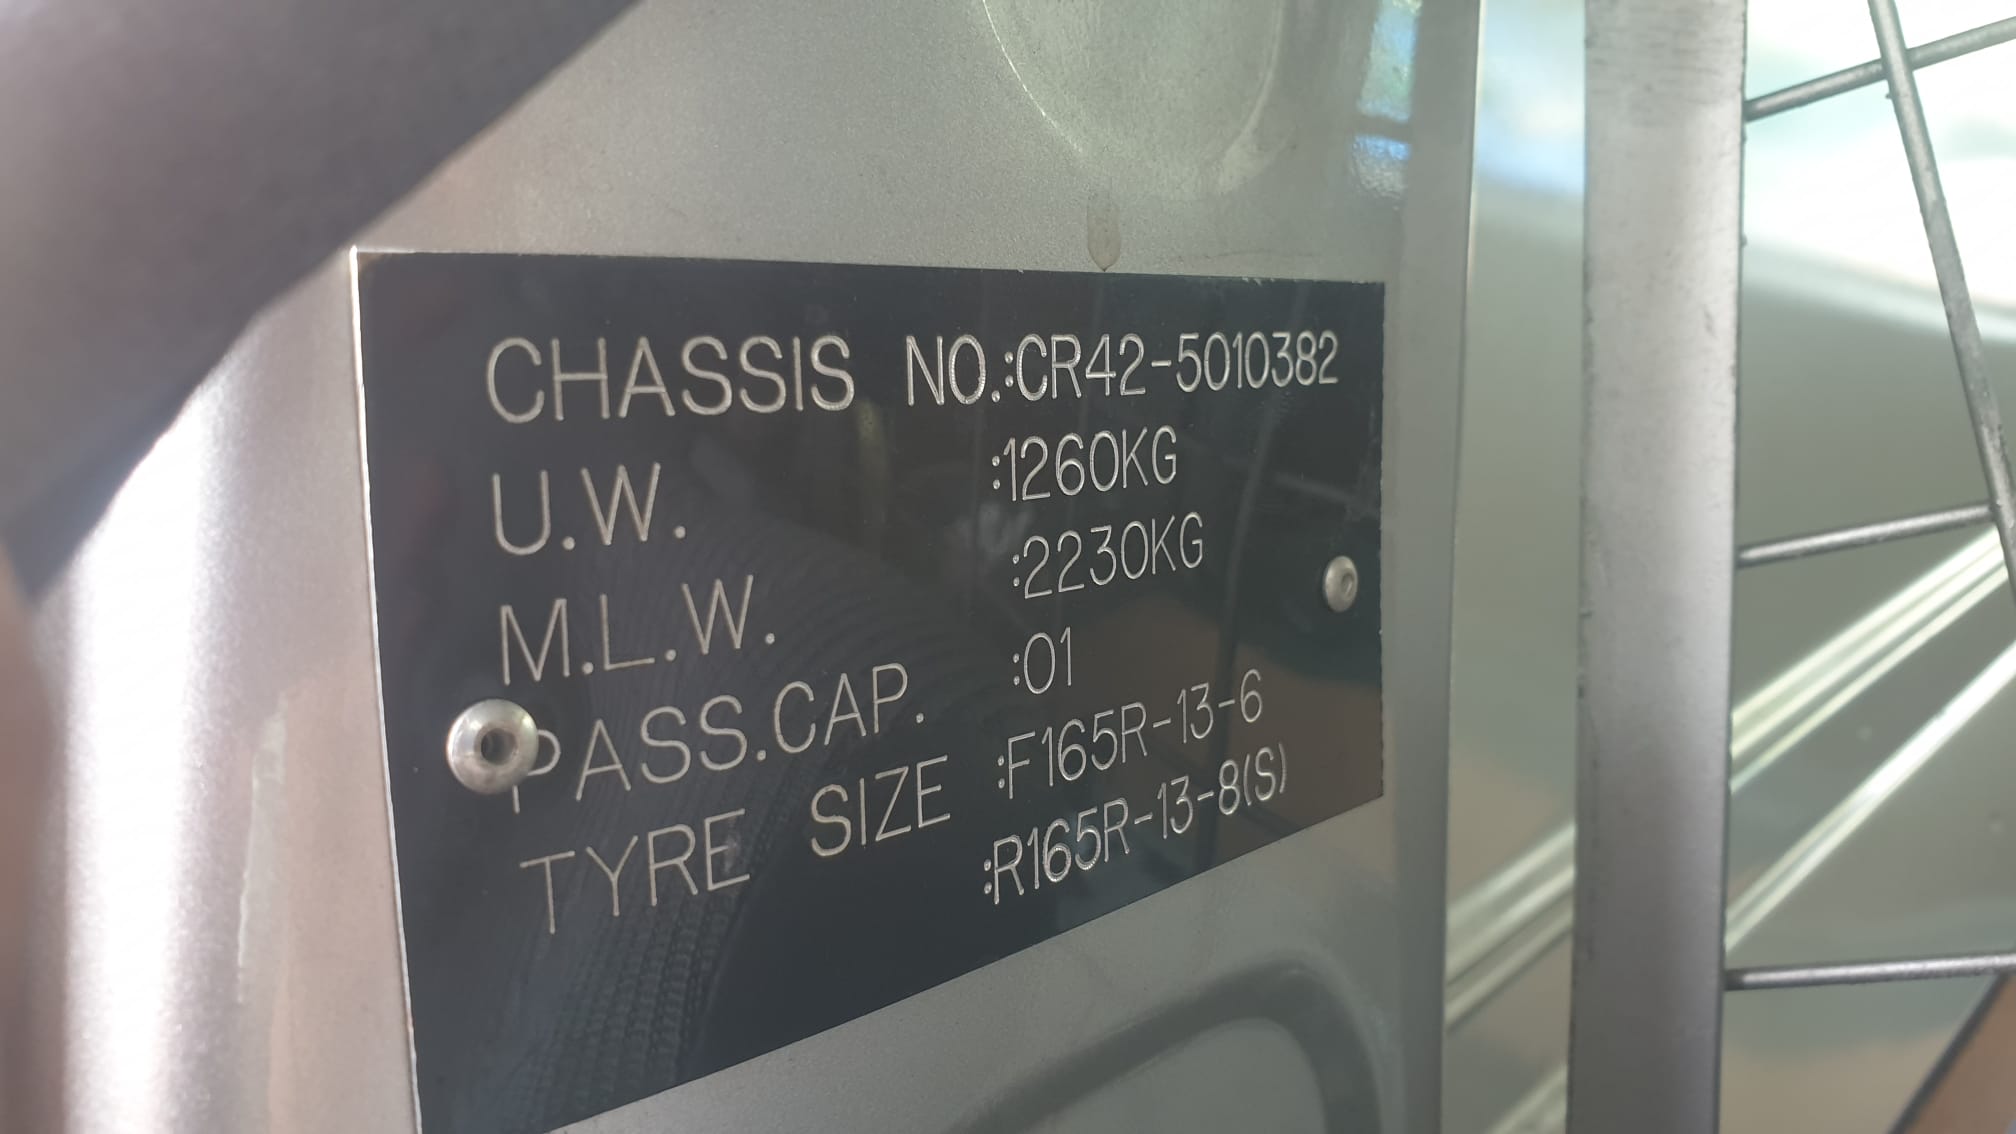 CHASSIS NO.:CR42-5010382
U.W. :1260KG
M.L.W. :2230KG
PASS.CAP. :01
TYRE SIZE :F165R-13-6
:R165R-13-8(S)